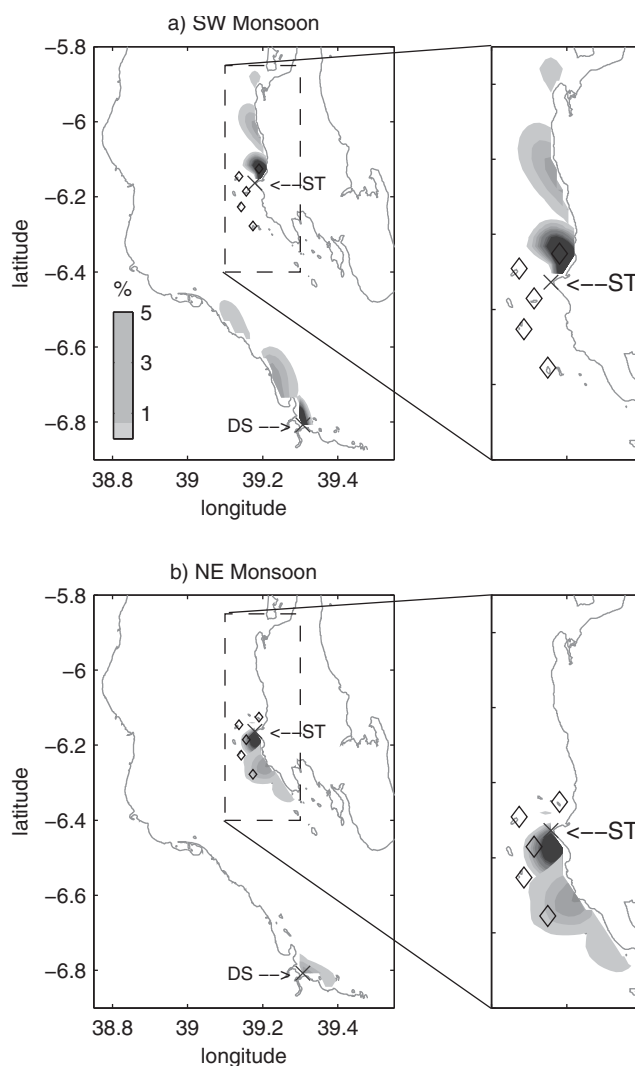 a) SW Monsoon
−5.8
−6
−6.2
−6.4
−6.6
−6.8
latitude
<−−ST
<−−ST
%
5
3
1
DS −−>
38.8
39
39.2
39.4
longitude
b) NE Monsoon
−5.8
−6
−6.2
−6.4
−6.6
−6.8
latitude
<−−ST
<−−ST
DS −−>
38.8
39
39.2
39.4
longitude